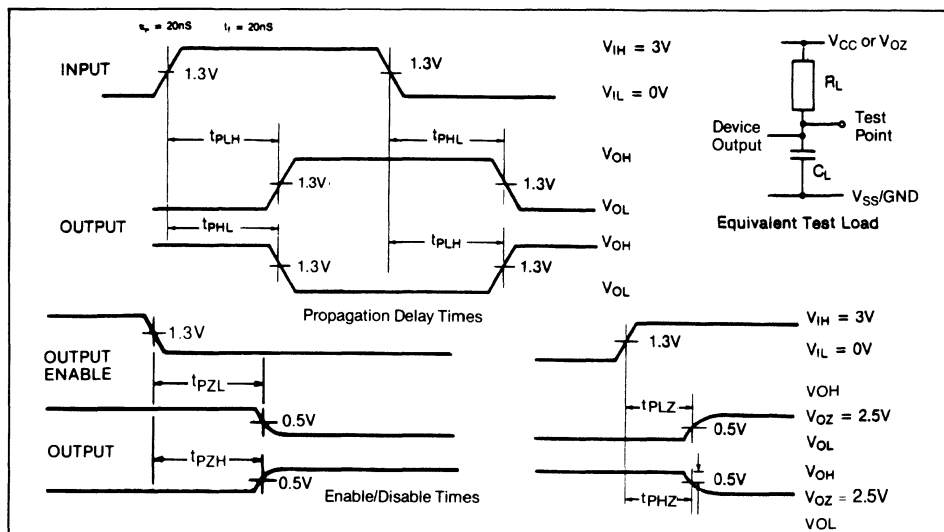 tr = 20nS tf = 20nS
INPUT
1.3V
1.3V
VIH = 3V
VIL = 0V
tPLH
tPHL
VOH
1.3V
1.3V
VOL
OUTPUT
tPHL
tPLH
VOH
1.3V
1.3V
VOL
Propagation Delay Times
VCC or VOZ
RL
Device
Output
Test
Point
CL
VSS/GND
Equivalent Test Load
1.3V
OUTPUT
ENABLE
tPZL
0.5V
OUTPUT
tPZH
0.5V
Enable/Disable Times
VIH = 3V
1.3V
VIL = 0V
tPLZ
VOH
0.5V
VOZ = 2.5V
VOL
0.5V
VOH
tPHZ
VOZ = 2.5V
VOL